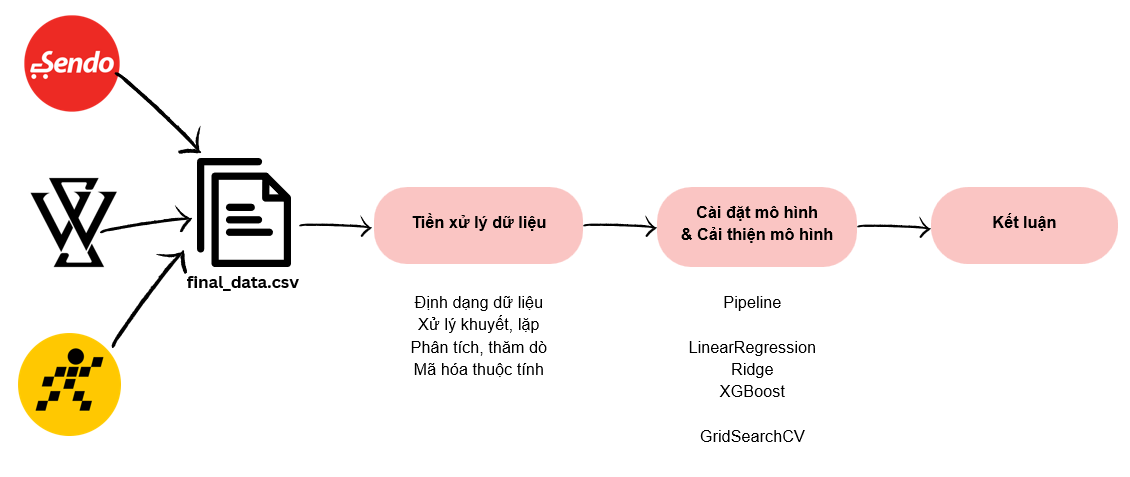 Sendo
final_data.csv
Tiền xử lý dữ liệu
Định dạng dữ liệu
Xử lý khuyết, lặp
Phân tích, thăm dò
Mã hóa thuộc tính
Cài đặt mô hình
& Cải thiện mô hình
Pipeline
LinearRegression
Ridge
XGBoost
GridSearchCV
Kết luận